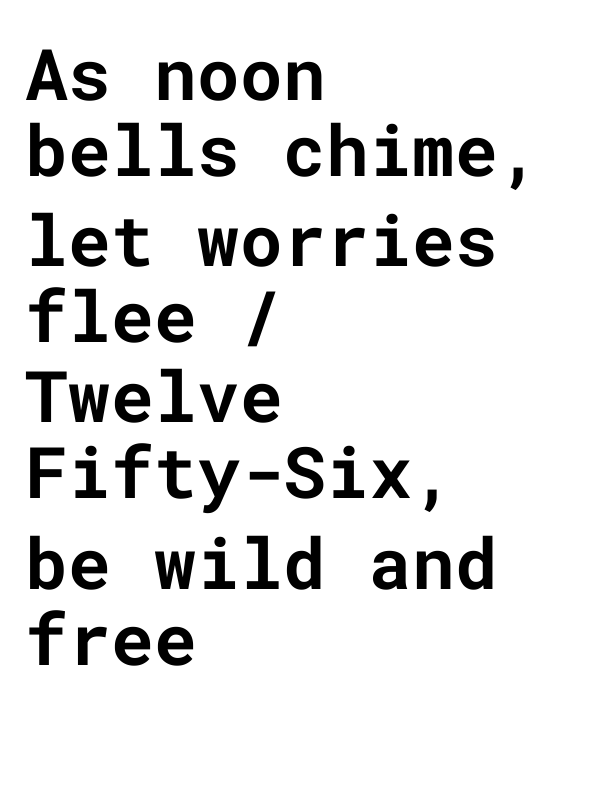 As noon
bells chime,
let worries
flee /
Twelve
Fifty-Six,
be wild and
free